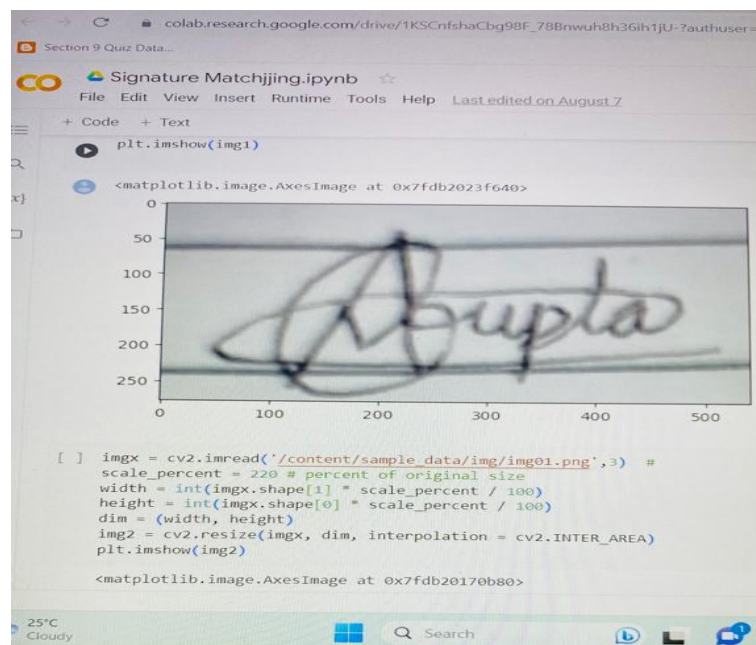 colab.research.google.com/drive/1KSCnfshaCbg98F_78Bnwuh8h36ih1jU-?authuser=
Section 9 Quiz Data...
CO Signature Matchjjing.ipynb
File Edit View Insert Runtime Tools Help Last edited on August 7
+ Code + Text
plt.imshow(img1)
{x}
<matplotlib.image.AxesImage at 0x7fdb2023f640>
0
50
100
150
200
250
Gupta
0 100 200 300 400 500
[ ] imgx = cv2.imread('/content/sample_data/img/img01.png',3) #
scale_percent = 220 # percent of original size
width = int(imgx.shape[1] * scale_percent / 100)
height = int(imgx.shape[0] * scale_percent / 100)
dim = (width, height)
img2 = cv2.resize(imgx, dim, interpolation = cv2.INTER_AREA)
plt.imshow(img2)
<matplotlib.image.AxesImage at 0x7fdb20170b80>
25°C
Cloudy
Search